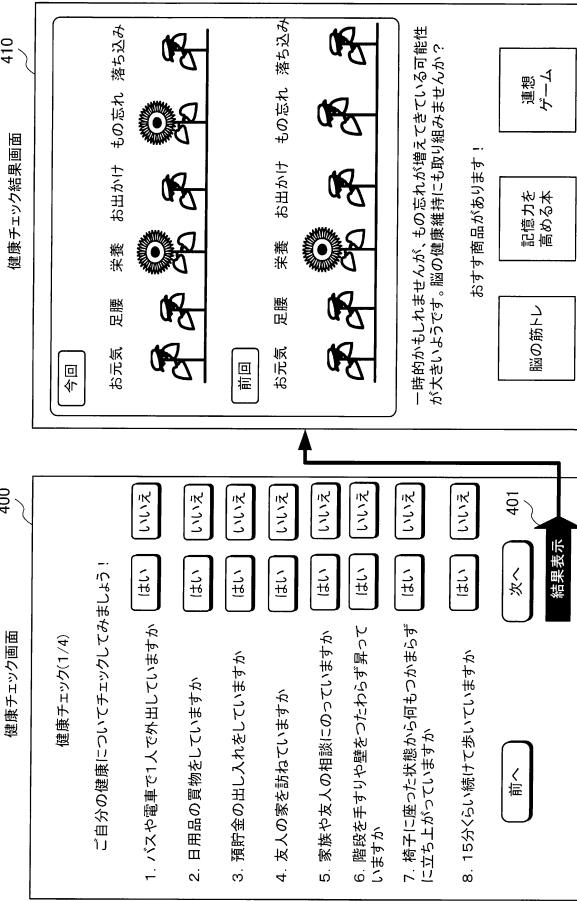 健康チェック画面
400
健康チェック(1/4)
ご自分の健康についてチェックしてみましょう！
1. バスや電車で1人で外出していますか
はい
いいえ
2. 日用品の買物をしていますか
はい
いいえ
3. 預貯金の出し入れをしていますか
はい
いいえ
4. 友人の家を訪ねていますか
はい
いいえ
5. 家族や友人の相談にのっていますか
はい
いいえ
6. 階段を手すりや壁をつたわらず昇って
いますか
はい
いいえ
7. 椅子に座った状態から何もつかまらず
に立ち上がっていますか
はい
いいえ
8. 15分くらい続けて歩いていますか
はい
いいえ
前へ
次へ
401
結果表示
健康チェック結果画面
410
今回
お元気 足腰 栄養 お出かけ もの忘れ 落ち込み
前回
お元気 足腰 栄養 お出かけ もの忘れ 落ち込み
一時的かもしれませんが、もの忘れが増えてきている可能性
が大きいようです。脳の健康維持にも取り組みませんか？
おすす商品があります！
脳の筋トレ
記憶力を
高める本
連想
ゲーム